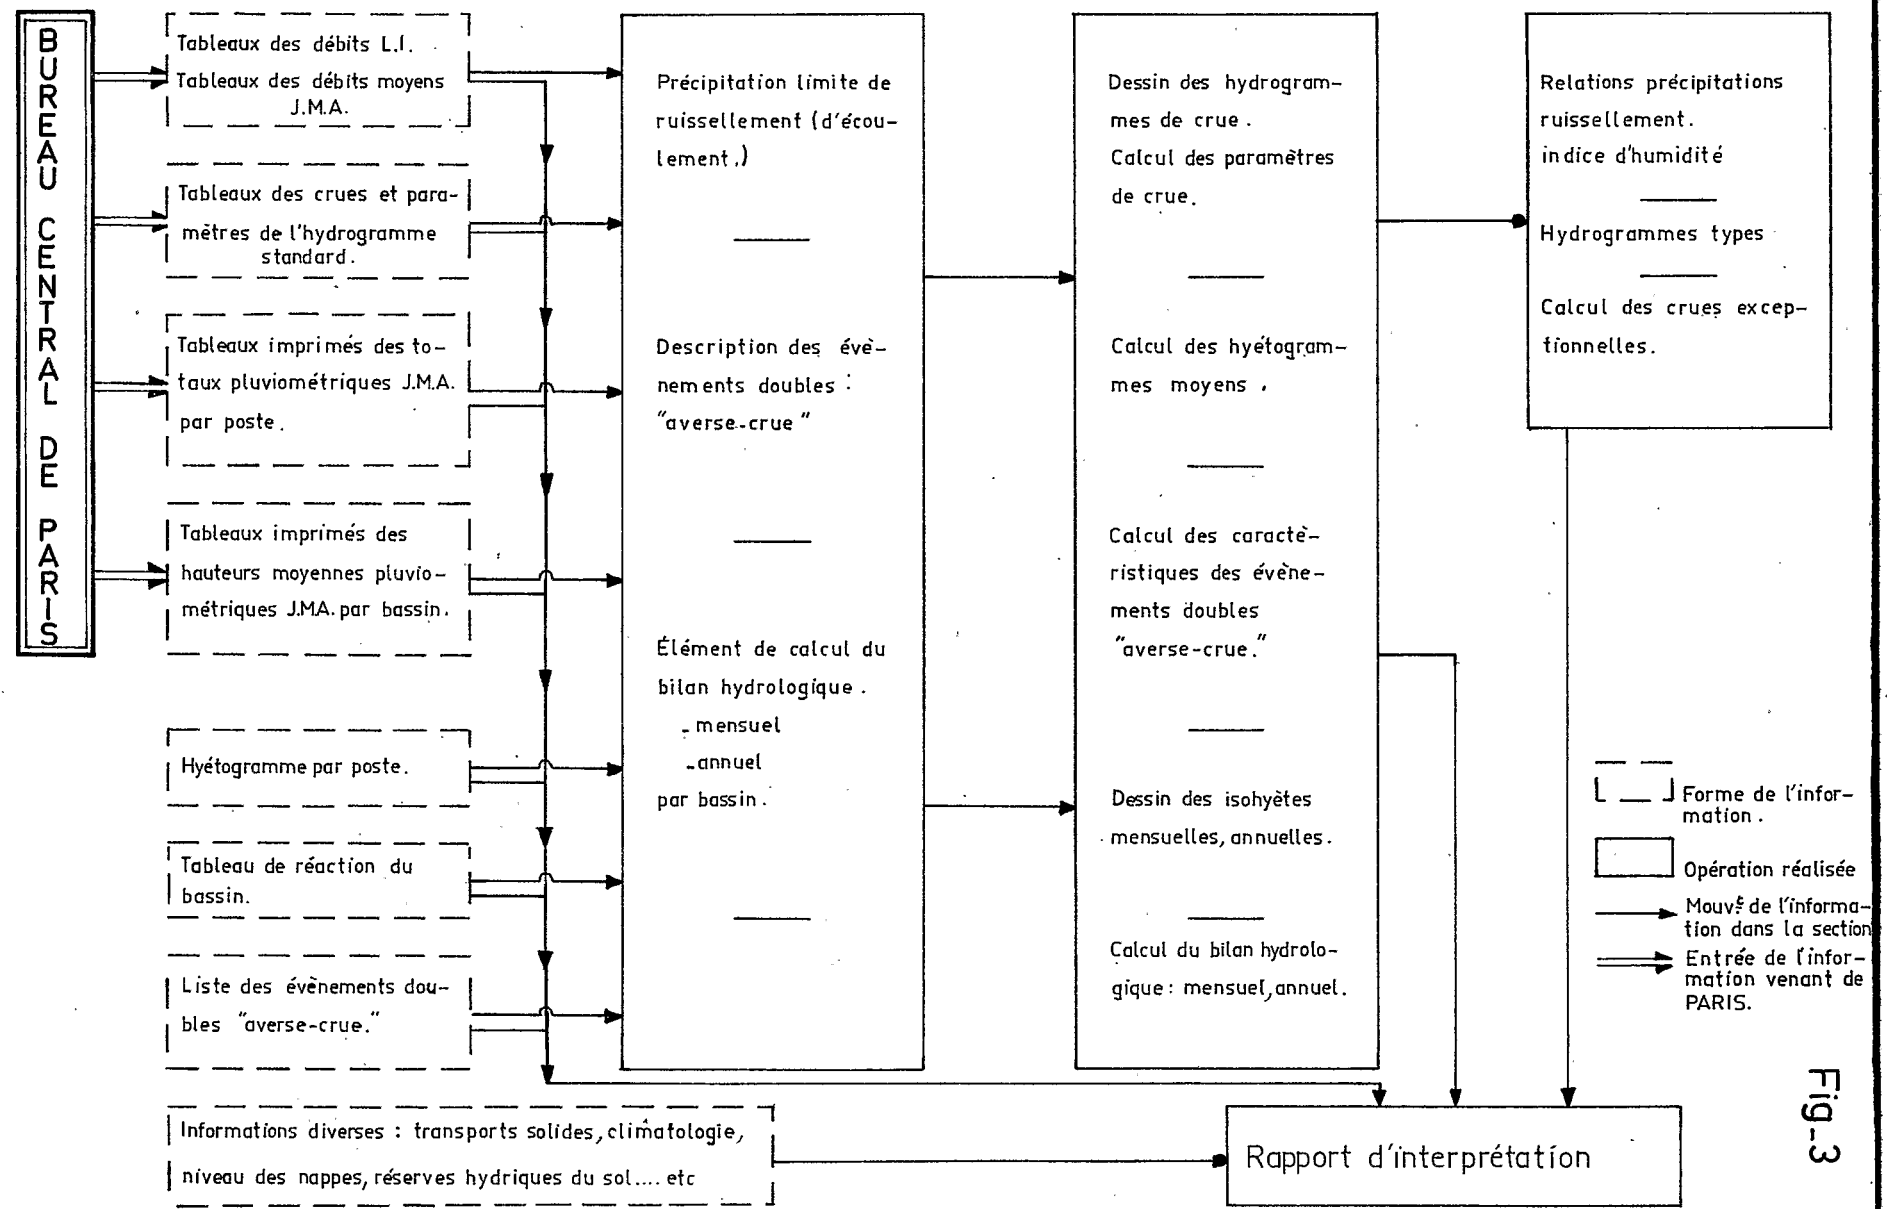 BUREAU CENTRAL DE PARIS
Tableaux des débits L.I.
Tableaux des débits moyens
J.M.A.
Tableaux des crues et para-
mètres de l'hydrogramme
standard.
Tableaux imprimés des to-
taux pluviométriques J.M.A.
par poste.
Tableaux imprimés des
hauteurs moyennes pluvio-
métriques J.M.A. par bassin.
Hyétogramme par poste.
Tableau de réaction du
bassin.
Liste des évènements dou-
bles "averse-crue."
Informations diverses : transports solides, climatologie,
niveau des nappes, réserves hydriques du sol.... etc
Précipitation limite de
ruissellement (d'écou-
lement.)
Description des évè-
nements doubles :
"averse-crue"
Élément de calcul du
bilan hydrologique.
- mensuel
- annuel
par bassin.
Dessin des hydrogram-
mes de crue.
Calcul des paramètres
de crue.
Calcul des hyétogram-
mes moyens.
Calcul des caractè-
ristiques des évène-
ments doubles
"averse-crue."
Dessin des isohyètes
mensuelles, annuelles.
Calcul du bilan hydrolo-
gique : mensuel, annuel.
Relations précipitations
ruissellement.
indice d'humidité
Hydrogrammes types
Calcul des crues excep-
tionnelles.
Rapport d'interprétation
Forme de l'infor-
mation.
Opération réalisée
Mouvt de l'informa-
tion dans la section
Entrée de l'infor-
mation venant de
PARIS.
Fig-3